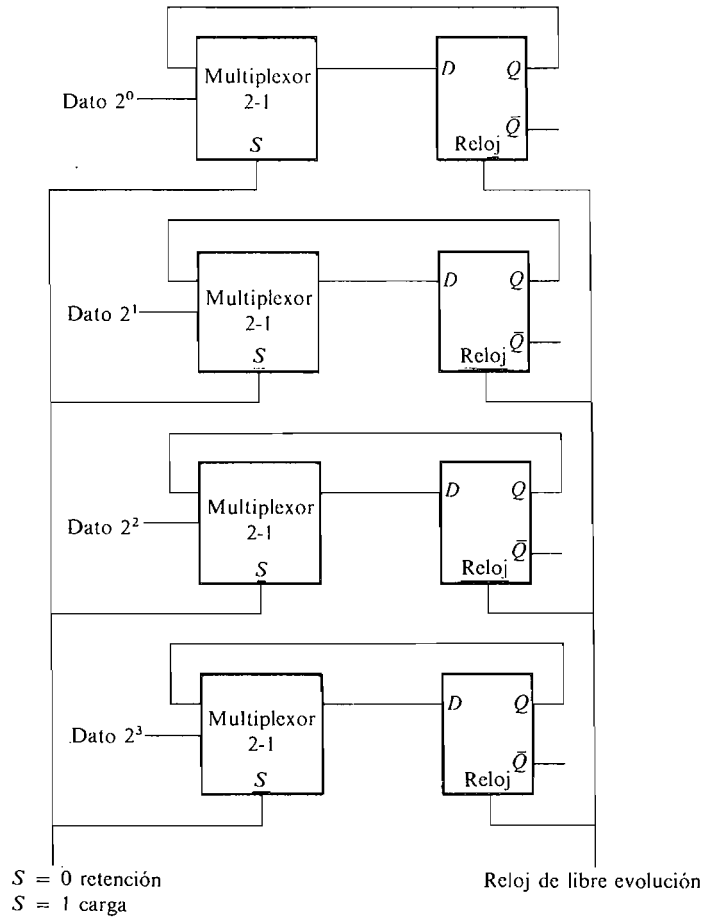 Multiplexor
2-1
S
Dato 2⁰
D Q
Q̄
Reloj
Multiplexor
2-1
S
Dato 2¹
D Q
Q̄
Reloj
Multiplexor
2-1
S
Dato 2²
D Q
Q̄
Reloj
Multiplexor
2-1
S
Dato 2³
D Q
Q̄
Reloj
S = 0 retención
S = 1 carga
Reloj de libre evolución